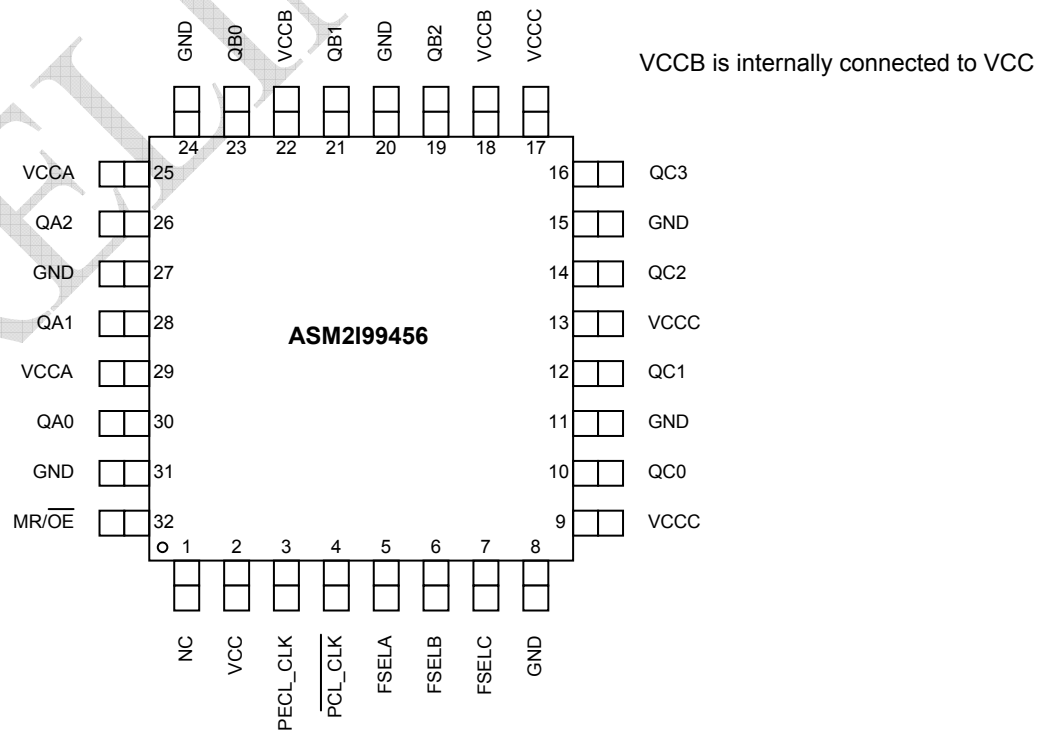 GND QB0 VCCB QB1 GND QB2 VCCB VCCC
VCCB is internally connected to VCC
24 23 22 21 20 19 18 17
VCCA 25 16 QC3
QA2 26 15 GND
GND 27 14 QC2
QA1 28 13 VCCC
ASM2I99456
VCCA 29 12 QC1
QA0 30 11 GND
GND 31 10 QC0
MR/OE 32 9 VCCC
1 2 3 4 5 6 7 8
NC VCC PECL_CLK PCL_CLK FSELA FSELB FSELC GND